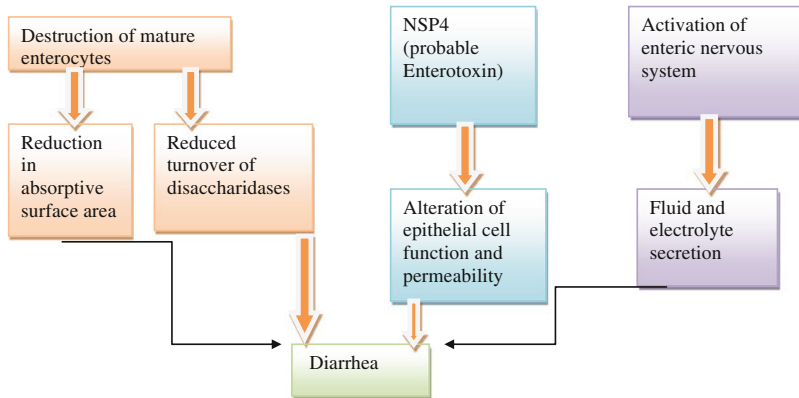 Destruction of mature
enterocytes
NSP4
(probable
Enterotoxin)
Activation of
enteric nervous
system
Reduction
in
absorptive
surface area
Reduced
turnover of
disaccharidases
Alteration of
epithelial cell
function and
permeability
Fluid and
electrolyte
secretion
Diarrhea